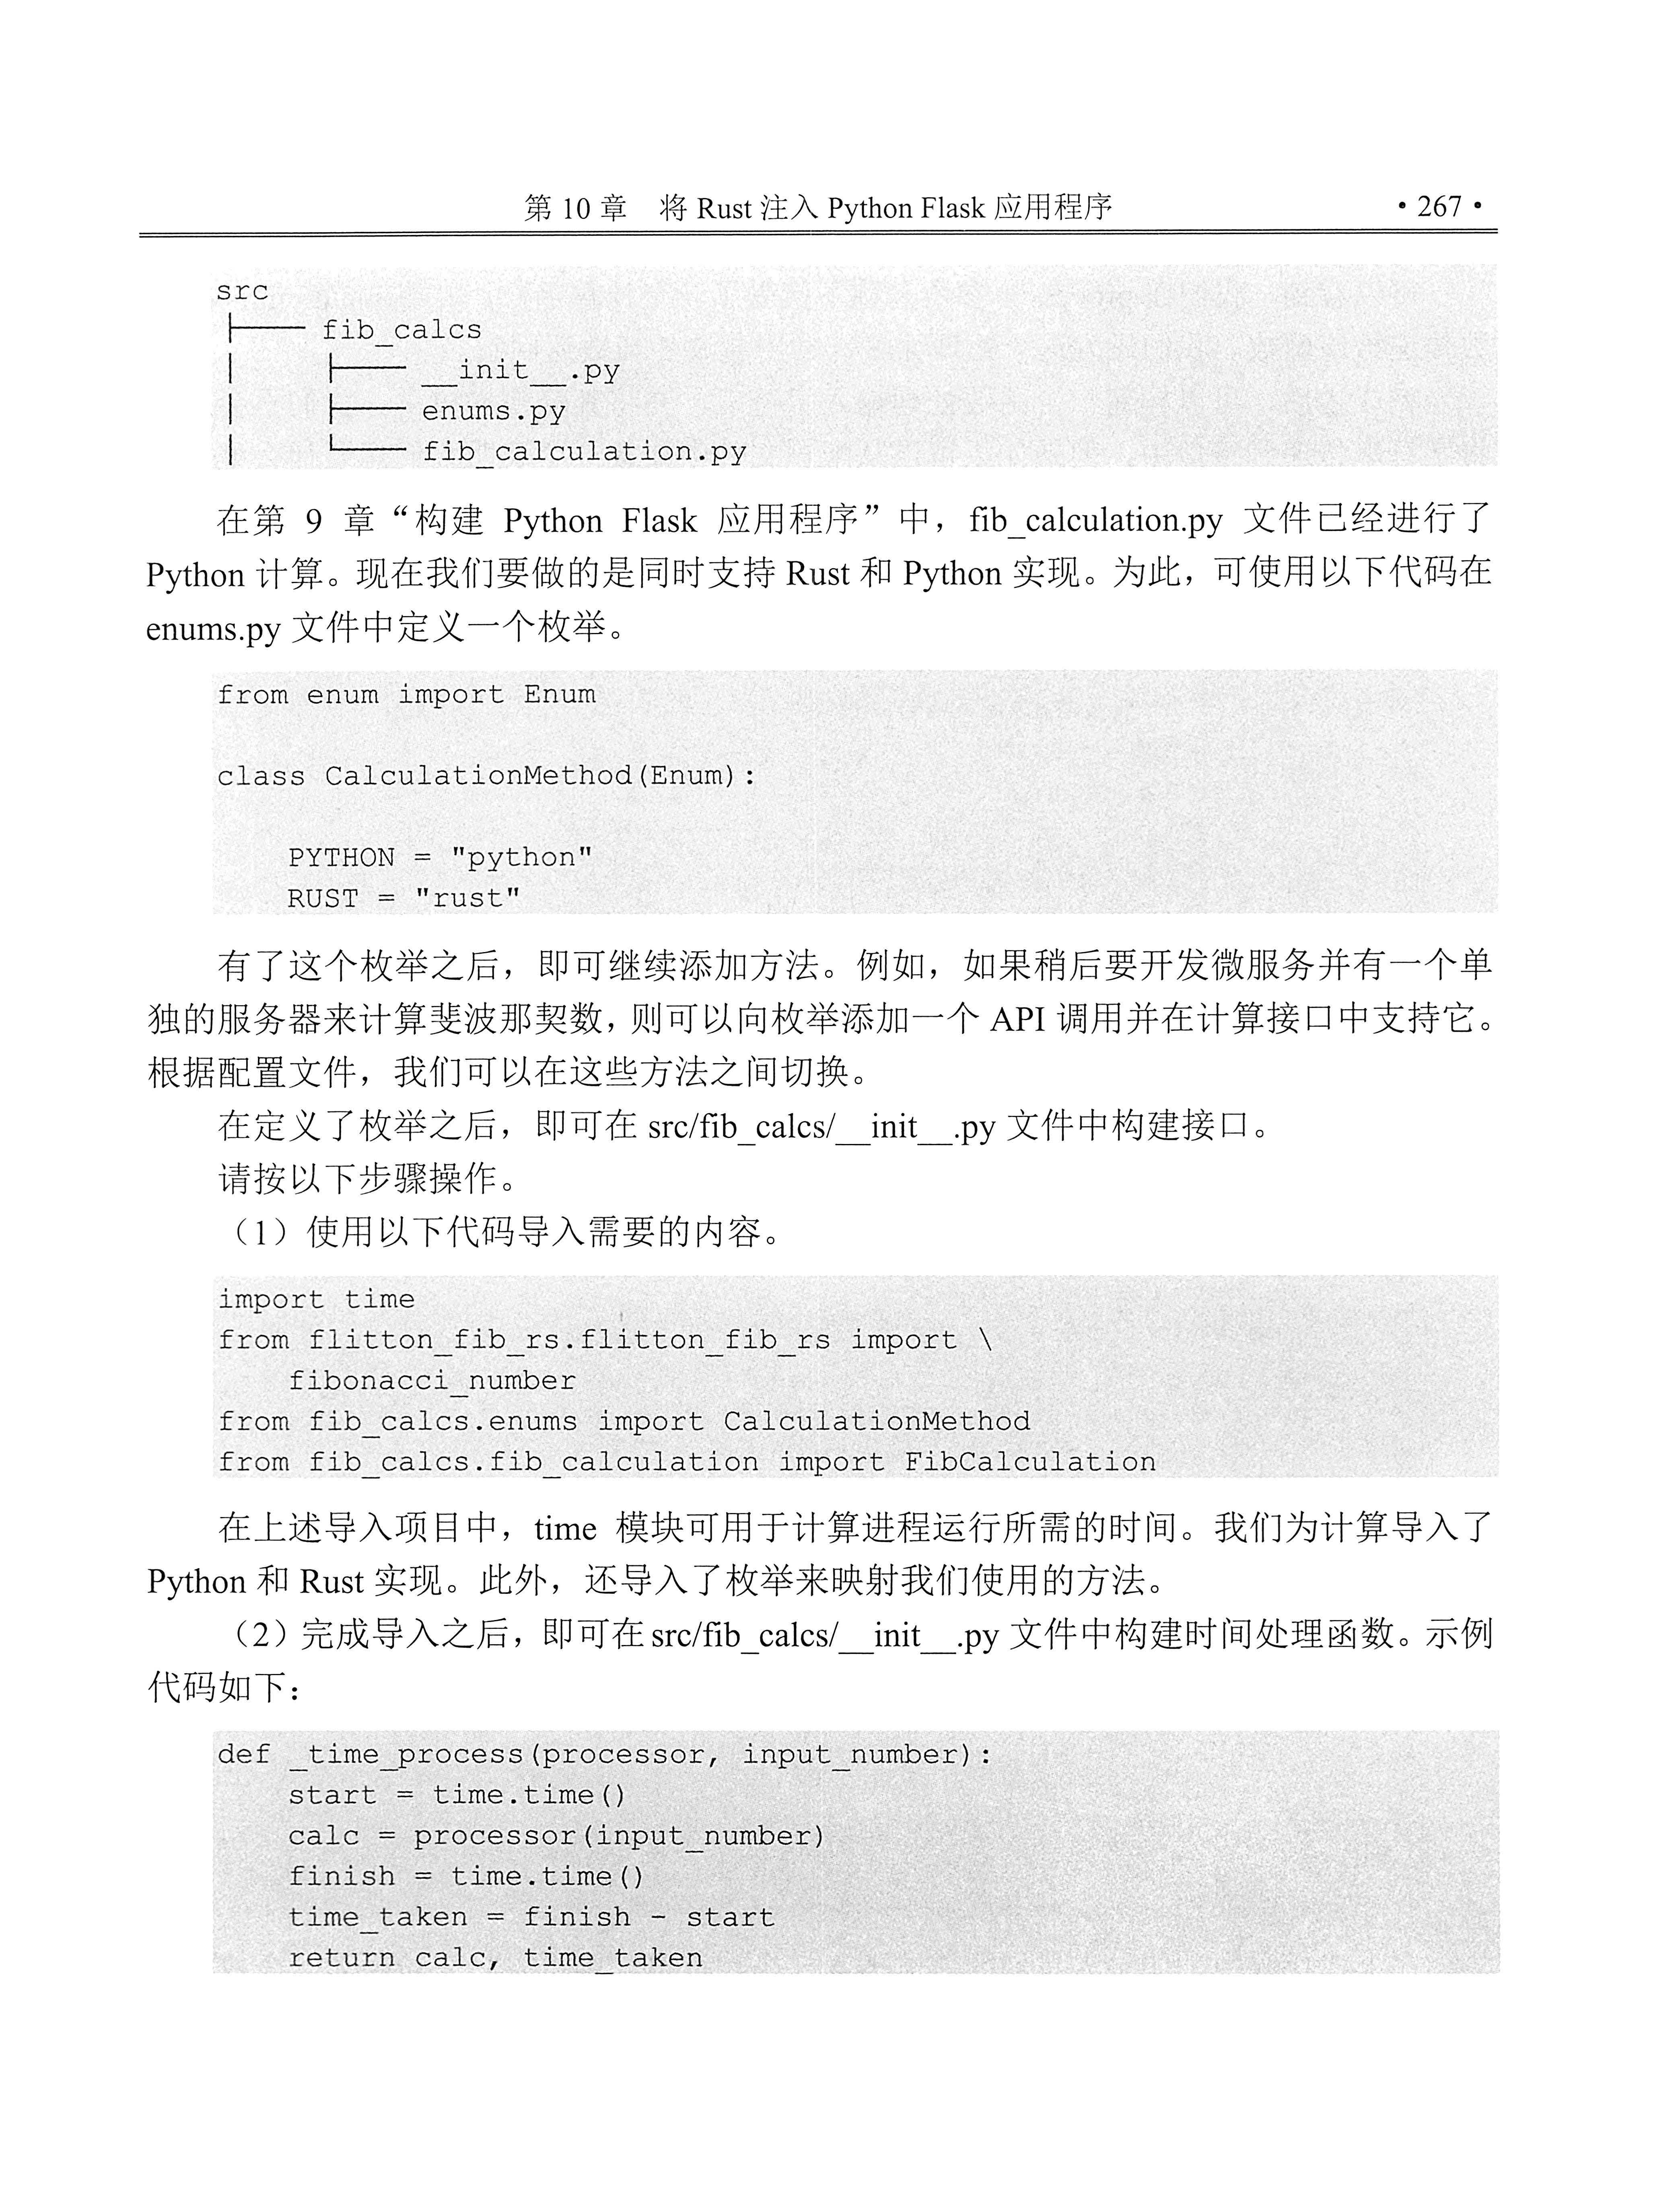 第 10 章 将 Rust 注入 Python Flask 应用程序 · 267 ·
src
├──── fib_calcs
│     ├──── __init__.py
│     ├──── enums.py
│     └──── fib_calculation.py
在第 9 章“构建 Python Flask 应用程序”中，fib_calculation.py 文件已经进行了
Python 计算。现在我们要做的是同时支持 Rust 和 Python 实现。为此，可使用以下代码在
enums.py 文件中定义一个枚举。
from enum import Enum
class CalculationMethod(Enum):
    PYTHON = "python"
    RUST = "rust"
有了这个枚举之后，即可继续添加方法。例如，如果稍后要开发微服务并有一个单
独的服务器来计算斐波那契数，则可以向枚举添加一个 API 调用并在计算接口中支持它。
根据配置文件，我们可以在这些方法之间切换。
在定义了枚举之后，即可在 src/fib_calcs/__init__.py 文件中构建接口。
请按以下步骤操作。
（1）使用以下代码导入需要的内容。
import time
from flitton_fib_rs.flitton_fib_rs import \
    fibonacci_number
from fib_calcs.enums import CalculationMethod
from fib_calcs.fib_calculation import FibCalculation
在上述导入项目中，time 模块可用于计算进程运行所需的时间。我们为计算导入了
Python 和 Rust 实现。此外，还导入了枚举来映射我们使用的方法。
（2）完成导入之后，即可在 src/fib_calcs/__init__.py 文件中构建时间处理函数。示例
代码如下：
def _time_process(processor, input_number):
    start = time.time()
    calc = processor(input_number)
    finish = time.time()
    time_taken = finish - start
    return calc, time_taken